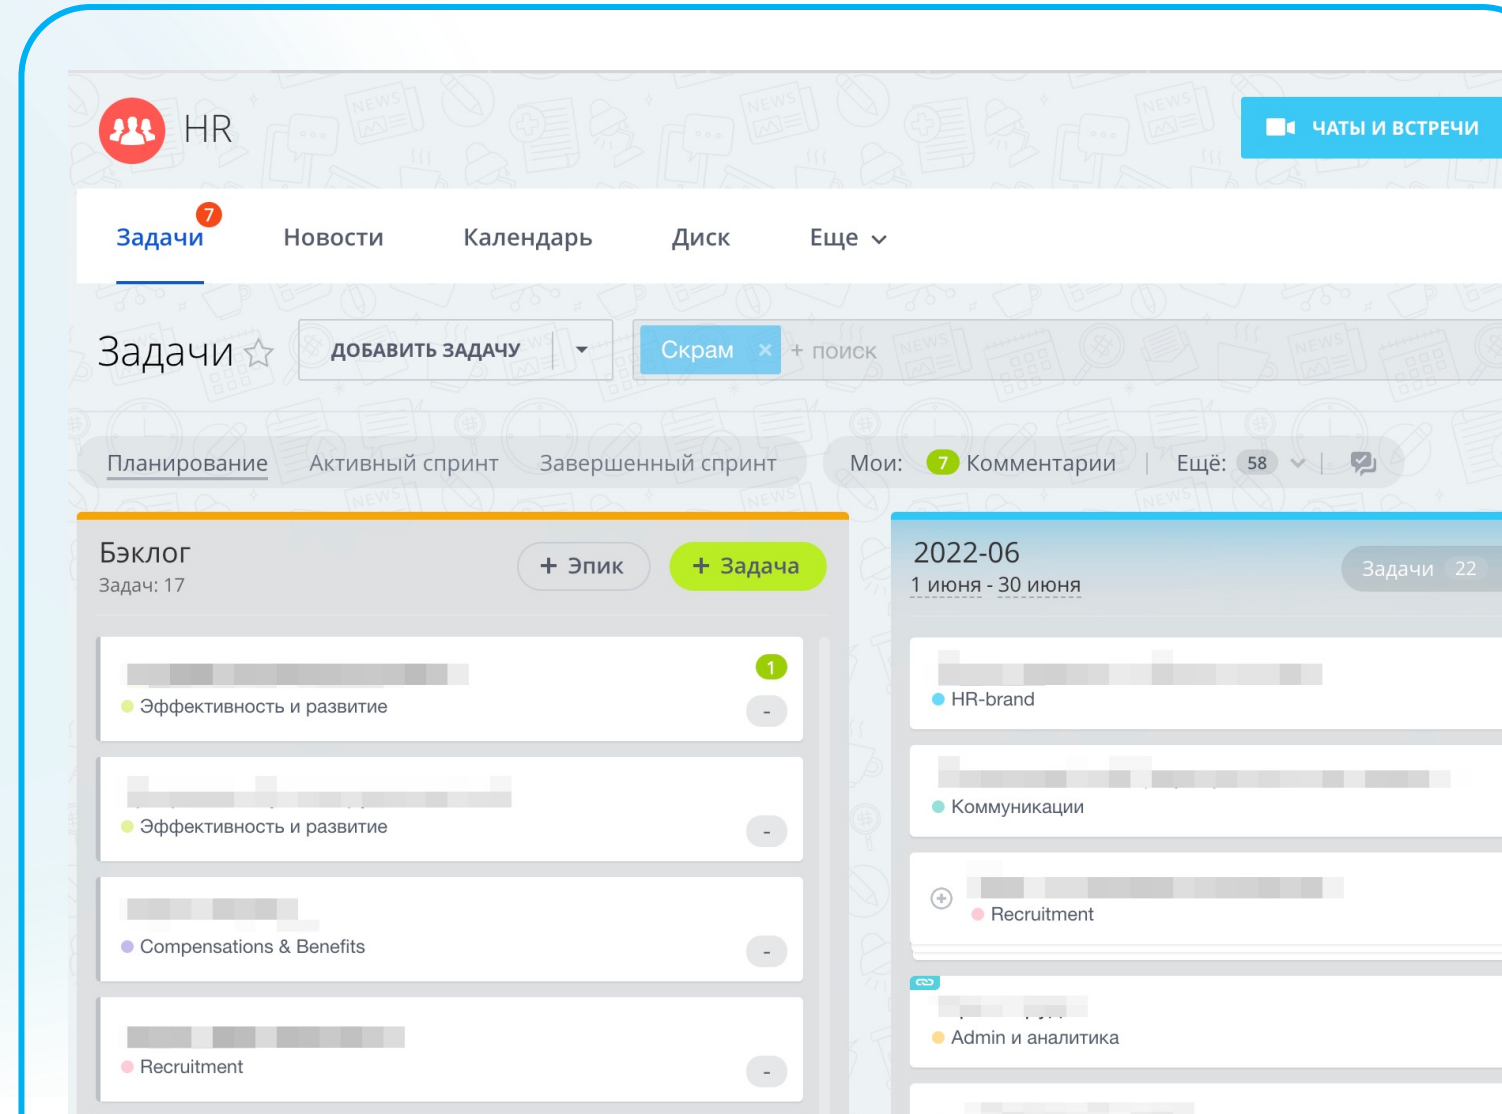 HR
ЧАТЫ И ВСТРЕЧИ
Задачи 7 Новости Календарь Диск Еще
Задачи ДОБАВИТЬ ЗАДАЧУ Скрам × + поиск
Планирование Активный спринт Завершенный спринт Мои: 7 Комментарии Ещё: 58
Бэклог
Задач: 17
+ Эпик + Задача
1
Эффективность и развитие
-
Эффективность и развитие
-
Compensations & Benefits
-
Recruitment
-
2022-06
1 июня - 30 июня
Задачи 22
HR-brand
Коммуникации
Recruitment
Admin и аналитика